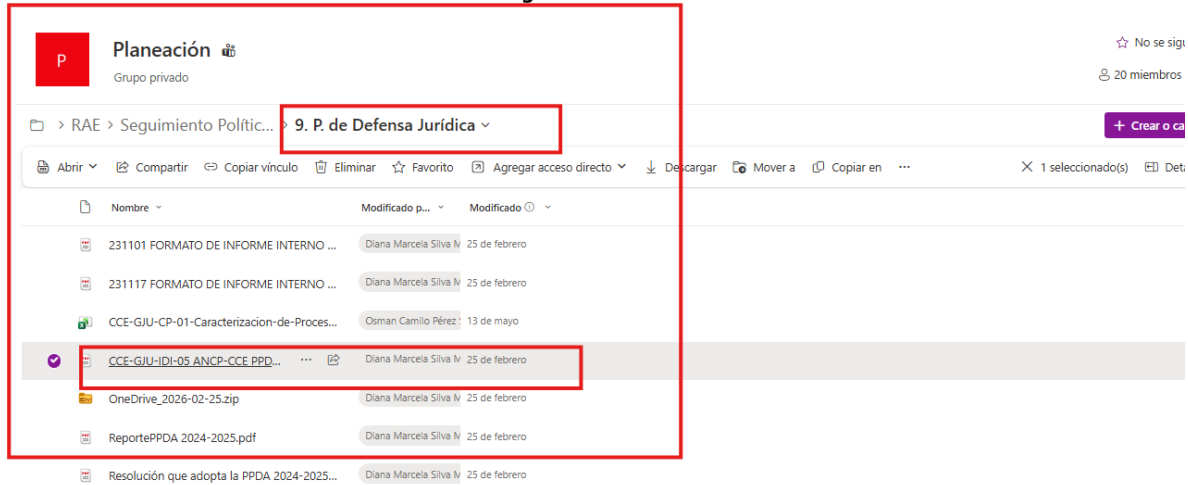 P
Planeación
Grupo privado
No se sigu
20 miembros
> RAE > Seguimiento Polític... > 9. P. de Defensa Jurídica
+ Crear o ca
Abrir Compartir Copiar vínculo Eliminar Favorito Agregar acceso directo Descargar Mover a Copiar en ... 1 seleccionado(s) Deta
Nombre Modificado p... Modificado
231101 FORMATO DE INFORME INTERNO ... Diana Marcela Silva M 25 de febrero
231117 FORMATO DE INFORME INTERNO ... Diana Marcela Silva M 25 de febrero
CCE-GJU-CP-01-Caracterizacion-de-Proces... Osman Camilo Pérez 13 de mayo
CCE-GJU-IDI-05 ANCP-CCE PPD... ... Diana Marcela Silva M 25 de febrero
OneDrive_2026-02-25.zip Diana Marcela Silva M 25 de febrero
ReportePPDA 2024-2025.pdf Diana Marcela Silva M 25 de febrero
Resolución que adopta la PPDA 2024-2025... Diana Marcela Silva M 25 de febrero